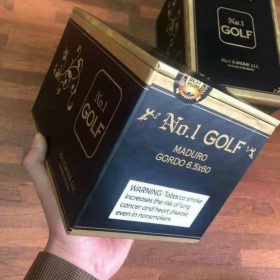 No.1
GOLF
No.1
GOLF
No.1 GOLF
MADURO
GORDO 6.5x60
WARNING: Tobacco smoke
increases the risk of lung
cancer and heart disease
even in nonsmokers.